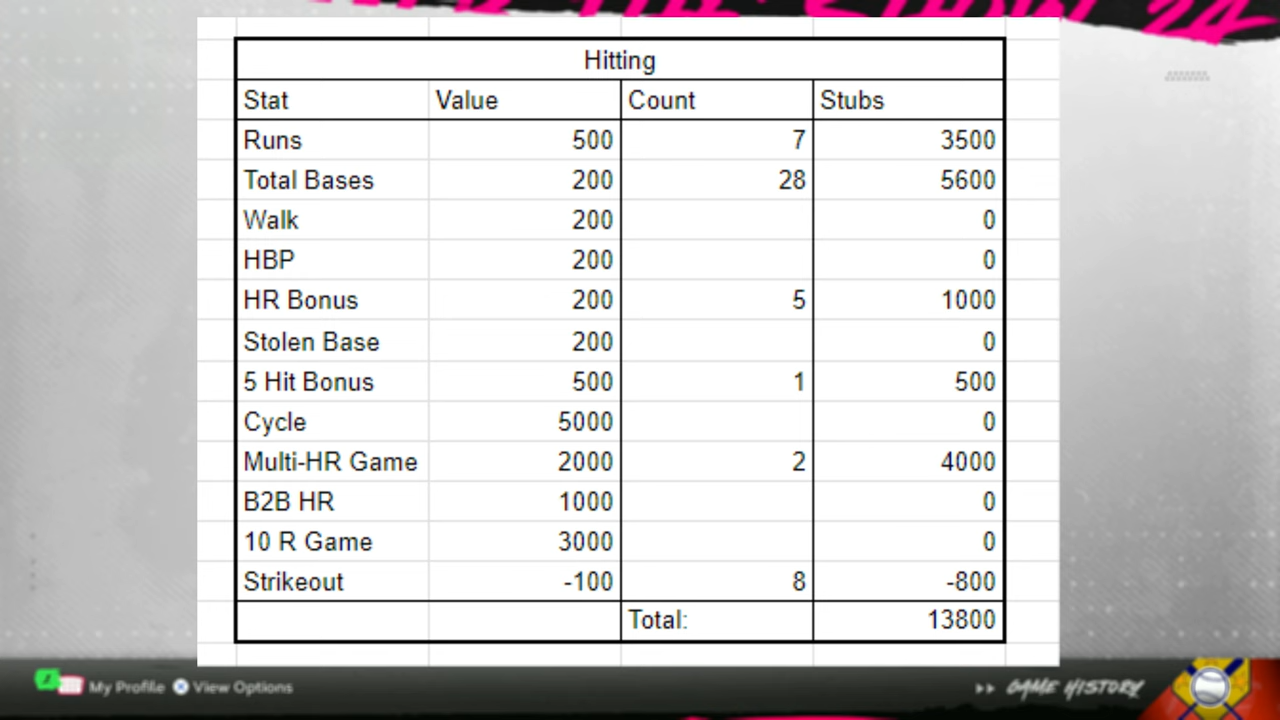 THE SHOW 24
Hitting
Stat Value Count Stubs
Runs 500 7 3500
Total Bases 200 28 5600
Walk 200 0
HBP 200 0
HR Bonus 200 5 1000
Stolen Base 200 0
5 Hit Bonus 500 1 500
Cycle 5000 0
Multi-HR Game 2000 2 4000
B2B HR 1000 0
10 R Game 3000 0
Strikeout -100 8 -800
Total: 13800
My Profile View Options GAME HISTORY